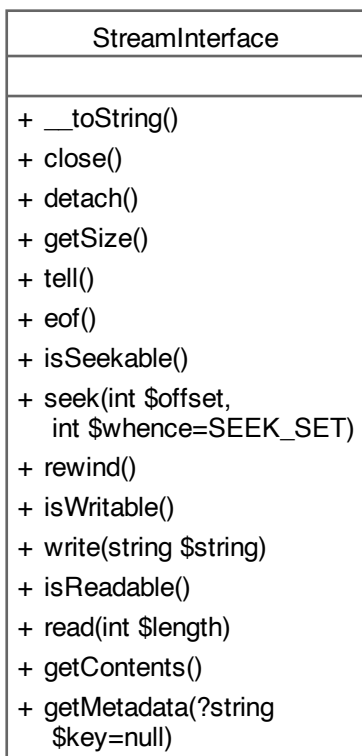 StreamInterface
+ __toString()
+ close()
+ detach()
+ getSize()
+ tell()
+ eof()
+ isSeekable()
+ seek(int $offset,
int $whence=SEEK_SET)
+ rewind()
+ isWritable()
+ write(string $string)
+ isReadable()
+ read(int $length)
+ getContents()
+ getMetadata(?string
$key=null)